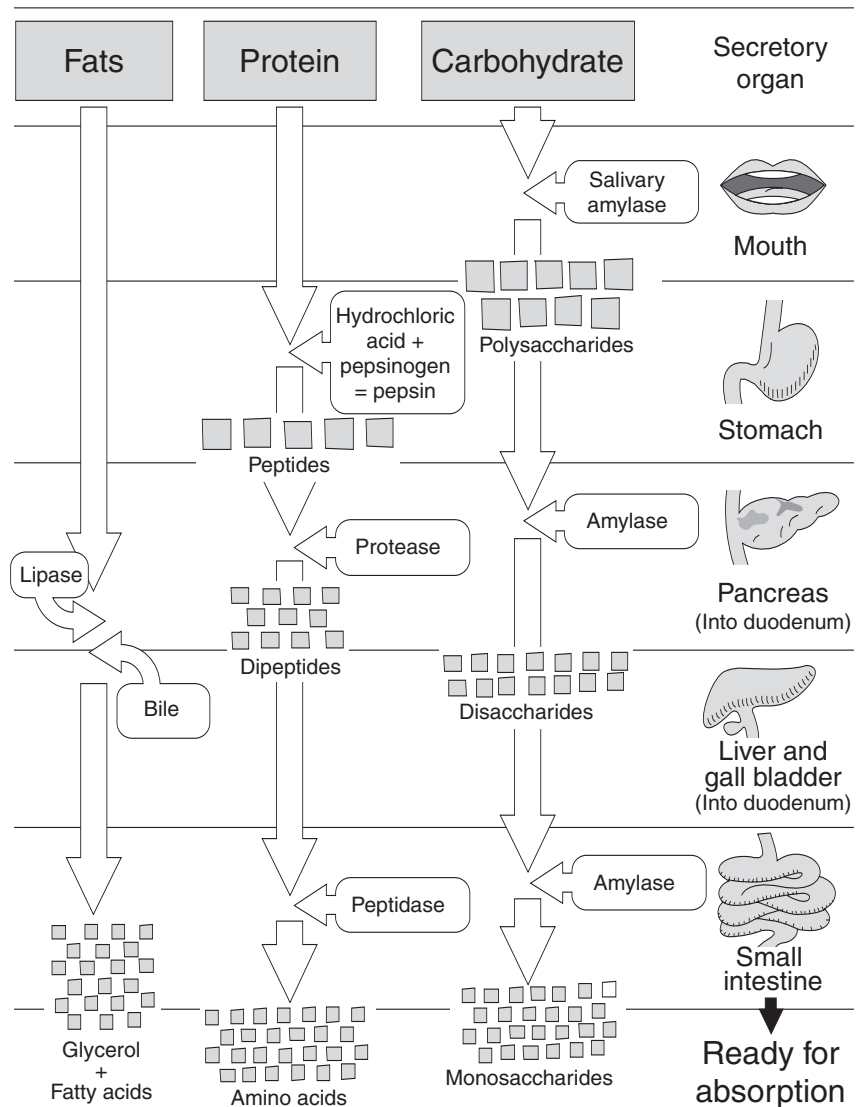 Fats
Protein
Carbohydrate
Secretory
organ
Salivary
amylase
Mouth
Hydrochloric
acid +
pepsinogen
= pepsin
Polysaccharides
Stomach
Peptides
Amylase
Protease
Lipase
Pancreas
(Into duodenum)
Dipeptides
Bile
Disaccharides
Liver and
gall bladder
(Into duodenum)
Peptidase
Amylase
Small
intestine
Glycerol
+
Fatty acids
Amino acids
Monosaccharides
Ready for
absorption